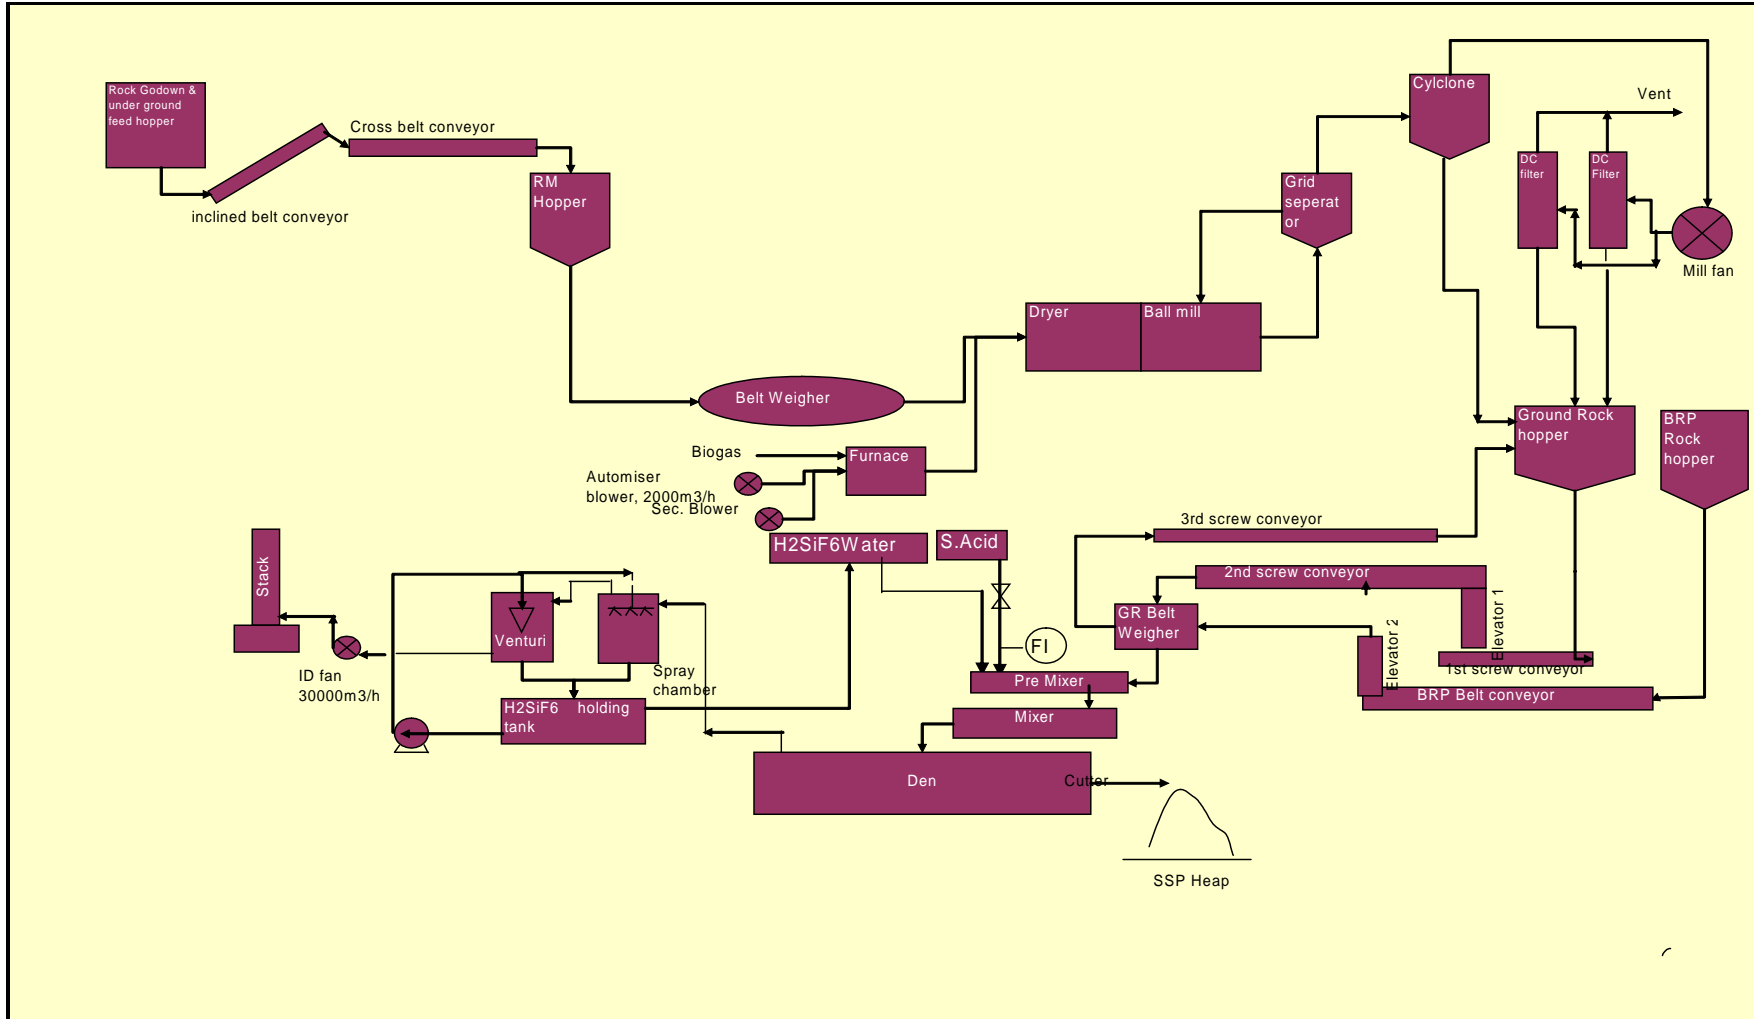 Rock Godown &
under ground
feed hopper
Cross belt conveyor
inclined belt conveyor
RM
Hopper
Cylclone
Vent
DC
filter
DC
Filter
Grid
seperat
or
Mill fan
Dryer
Ball mill
Belt Weigher
Ground Rock
hopper
BRP
Rock
hopper
Biogas
Furnace
Automiser
blower, 2000m3/h
Sec. Blower
3rd screw conveyor
H2SiF6Water
S.Acid
2nd screw conveyor
Stack
GR Belt
Weigher
Elevator 1
Elevator 2
Venturi
FI
1st screw conveyor
Spray
chamber
ID fan
30000m3/h
Pre Mixer
BRP Belt conveyor
H2SiF6 holding
tank
Mixer
Den
Cutter
SSP Heap